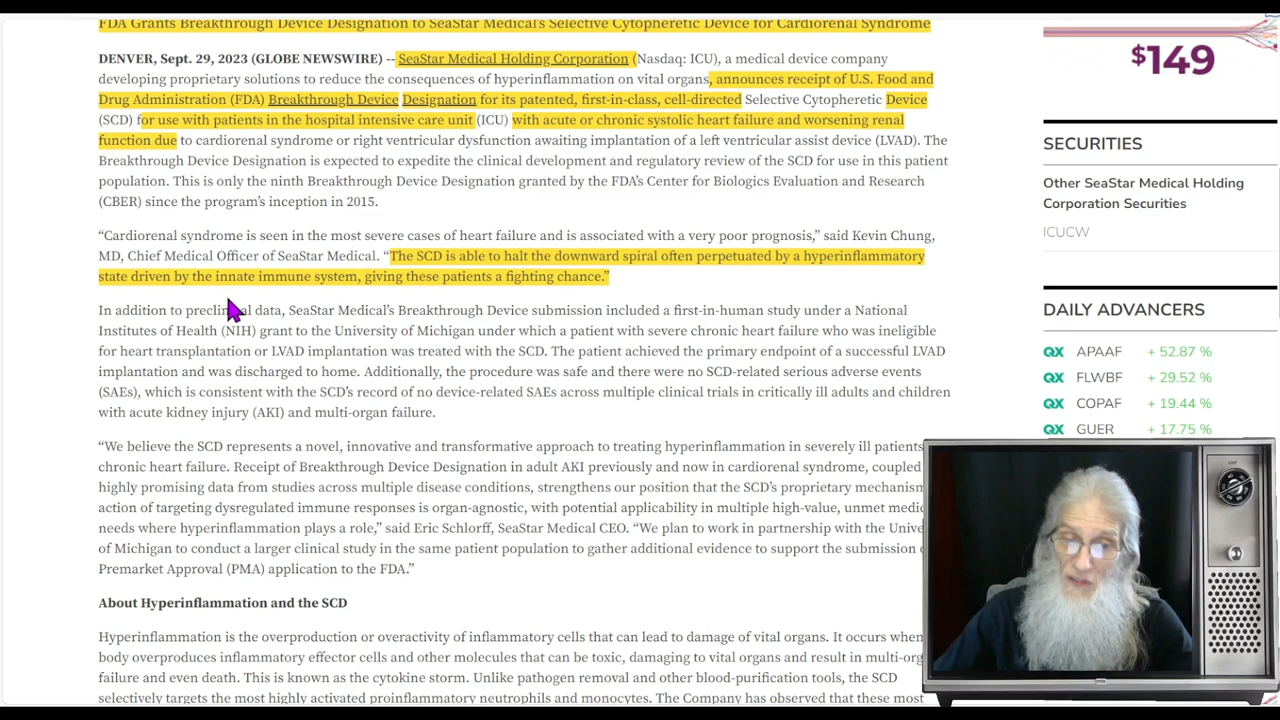 FDA Grants Breakthrough Device Designation to SeaStar Medical's Selective Cytopheretic Device for Cardiorenal Syndrome
DENVER, Sept. 29, 2023 (GLOBE NEWSWIRE) -- SeaStar Medical Holding Corporation (Nasdaq: ICU), a medical device company
developing proprietary solutions to reduce the consequences of hyperinflammation on vital organs, announces receipt of U.S. Food and
Drug Administration (FDA) Breakthrough Device Designation for its patented, first-in-class, cell-directed Selective Cytopheretic Device
(SCD) for use with patients in the hospital intensive care unit (ICU) with acute or chronic systolic heart failure and worsening renal
function due to cardiorenal syndrome or right ventricular dysfunction awaiting implantation of a left ventricular assist device (LVAD). The
Breakthrough Device Designation is expected to expedite the clinical development and regulatory review of the SCD for use in this patient
population. This is only the ninth Breakthrough Device Designation granted by the FDA's Center for Biologics Evaluation and Research
(CBER) since the program's inception in 2015.
“Cardiorenal syndrome is seen in the most severe cases of heart failure and is associated with a very poor prognosis,” said Kevin Chung,
MD, Chief Medical Officer of SeaStar Medical. “The SCD is able to halt the downward spiral often perpetuated by a hyperinflammatory
state driven by the innate immune system, giving these patients a fighting chance.”
In addition to preclinical data, SeaStar Medical's Breakthrough Device submission included a first-in-human study under a National
Institutes of Health (NIH) grant to the University of Michigan under which a patient with severe chronic heart failure who was ineligible
for heart transplantation or LVAD implantation was treated with the SCD. The patient achieved the primary endpoint of a successful LVAD
implantation and was discharged to home. Additionally, the procedure was safe and there were no SCD-related serious adverse events
(SAEs), which is consistent with the SCD's record of no device-related SAEs across multiple clinical trials in critically ill adults and children
with acute kidney injury (AKI) and multi-organ failure.
“We believe the SCD represents a novel, innovative and transformative approach to treating hyperinflammation in severely ill patients
chronic heart failure. Receipt of Breakthrough Device Designation in adult AKI previously and now in cardiorenal syndrome, coupled
highly promising data from studies across multiple disease conditions, strengthens our position that the SCD's proprietary mechanism
action of targeting dysregulated immune responses is organ-agnostic, with potential applicability in multiple high-value, unmet medic
needs where hyperinflammation plays a role,” said Eric Schlorff, SeaStar Medical CEO. “We plan to work in partnership with the Unive
of Michigan to conduct a larger clinical study in the same patient population to gather additional evidence to support the submission
Premarket Approval (PMA) application to the FDA.”
About Hyperinflammation and the SCD
Hyperinflammation is the overproduction or overactivity of inflammatory cells that can lead to damage of vital organs. It occurs when
body overproduces inflammatory effector cells and other molecules that can be toxic, damaging to vital organs and result in multi-org
failure and even death. This is known as the cytokine storm. Unlike pathogen removal and other blood-purification tools, the SCD
selectively targets the most highly activated proinflammatory neutrophils and monocytes. The Company has observed that these most
$149
SECURITIES
Other SeaStar Medical Holding
Corporation Securities
ICUCW
DAILY ADVANCERS
QX APAAF + 52.87 %
QX FLWBF + 29.52 %
QX COPAF + 19.44 %
QX GUER + 17.75 %